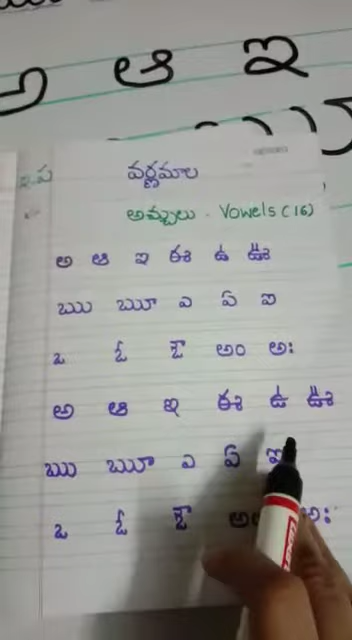 అ ఆ ఇ
వర్ణమాల
అచ్చులు - Vowels (16)
అ ఆ ఇ ఈ ఉ ఊ
ఋ ౠ ఎ ఏ ఐ
ఒ ఓ ఔ అం అః
అ ఆ ఇ ఈ ఉ ఊ
ఋ ౠ ఎ ఏ ఐ
ఒ ఓ ఔ అః